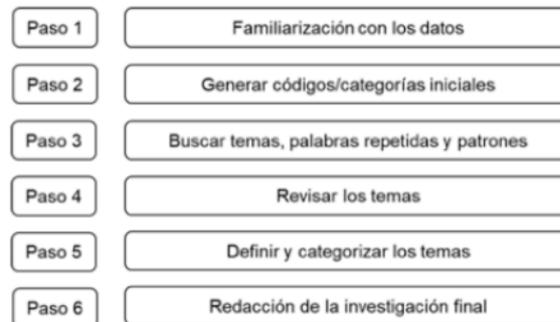 Paso 1 Familiarización con los datos
Paso 2 Generar códigos/categorías iniciales
Paso 3 Buscar temas, palabras repetidas y patrones
Paso 4 Revisar los temas
Paso 5 Definir y categorizar los temas
Paso 6 Redacción de la investigación final